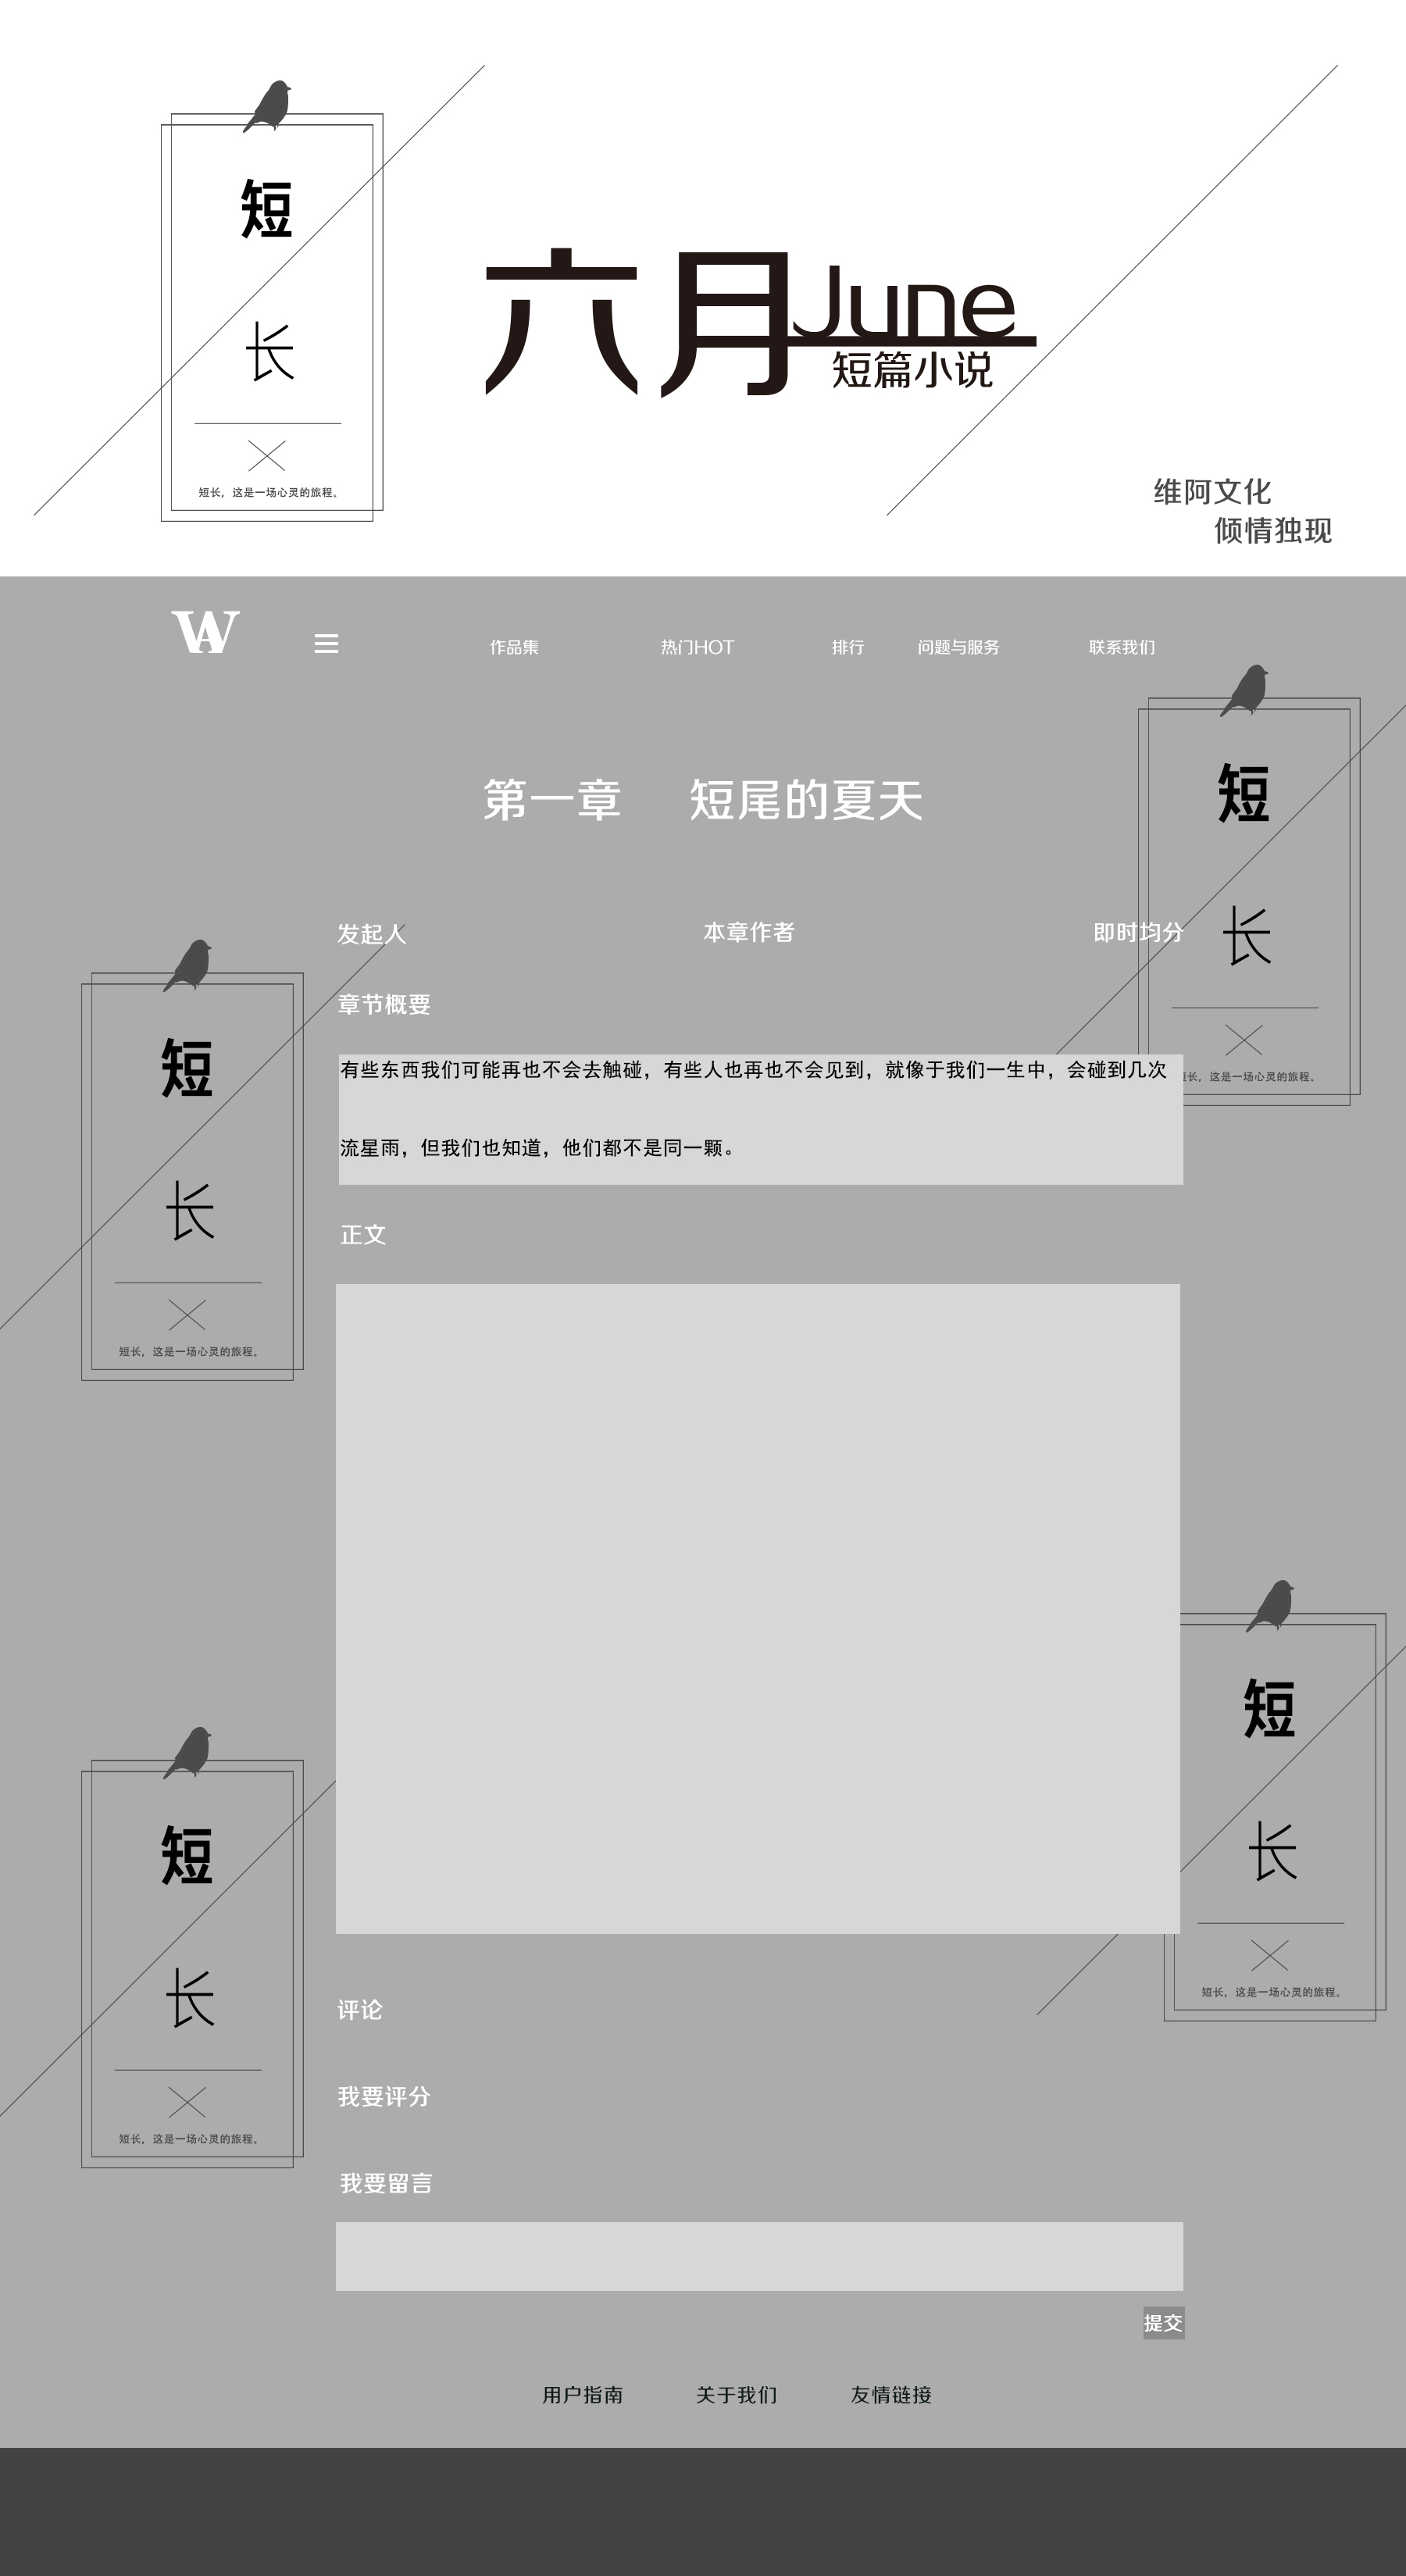 短
长
短长，这是一场心灵的旅程。
六月June
短篇小说
维阿文化
倾情独现
WA
作品集 热门HOT 排行 问题与服务 联系我们
第一章 短尾的夏天
短
长
短长，这是一场心灵的旅程。
发起人 本章作者 即时均分
章节概要
有些东西我们可能再也不会去触碰，有些人也再也不会见到，就像于我们一生中，会碰到几次
流星雨，但我们也知道，他们都不是同一颗。
短
长
短长，这是一场心灵的旅程。
正文
短
长
短长，这是一场心灵的旅程。
短
长
短长，这是一场心灵的旅程。
评论
我要评分
我要留言
提交
用户指南 关于我们 友情链接